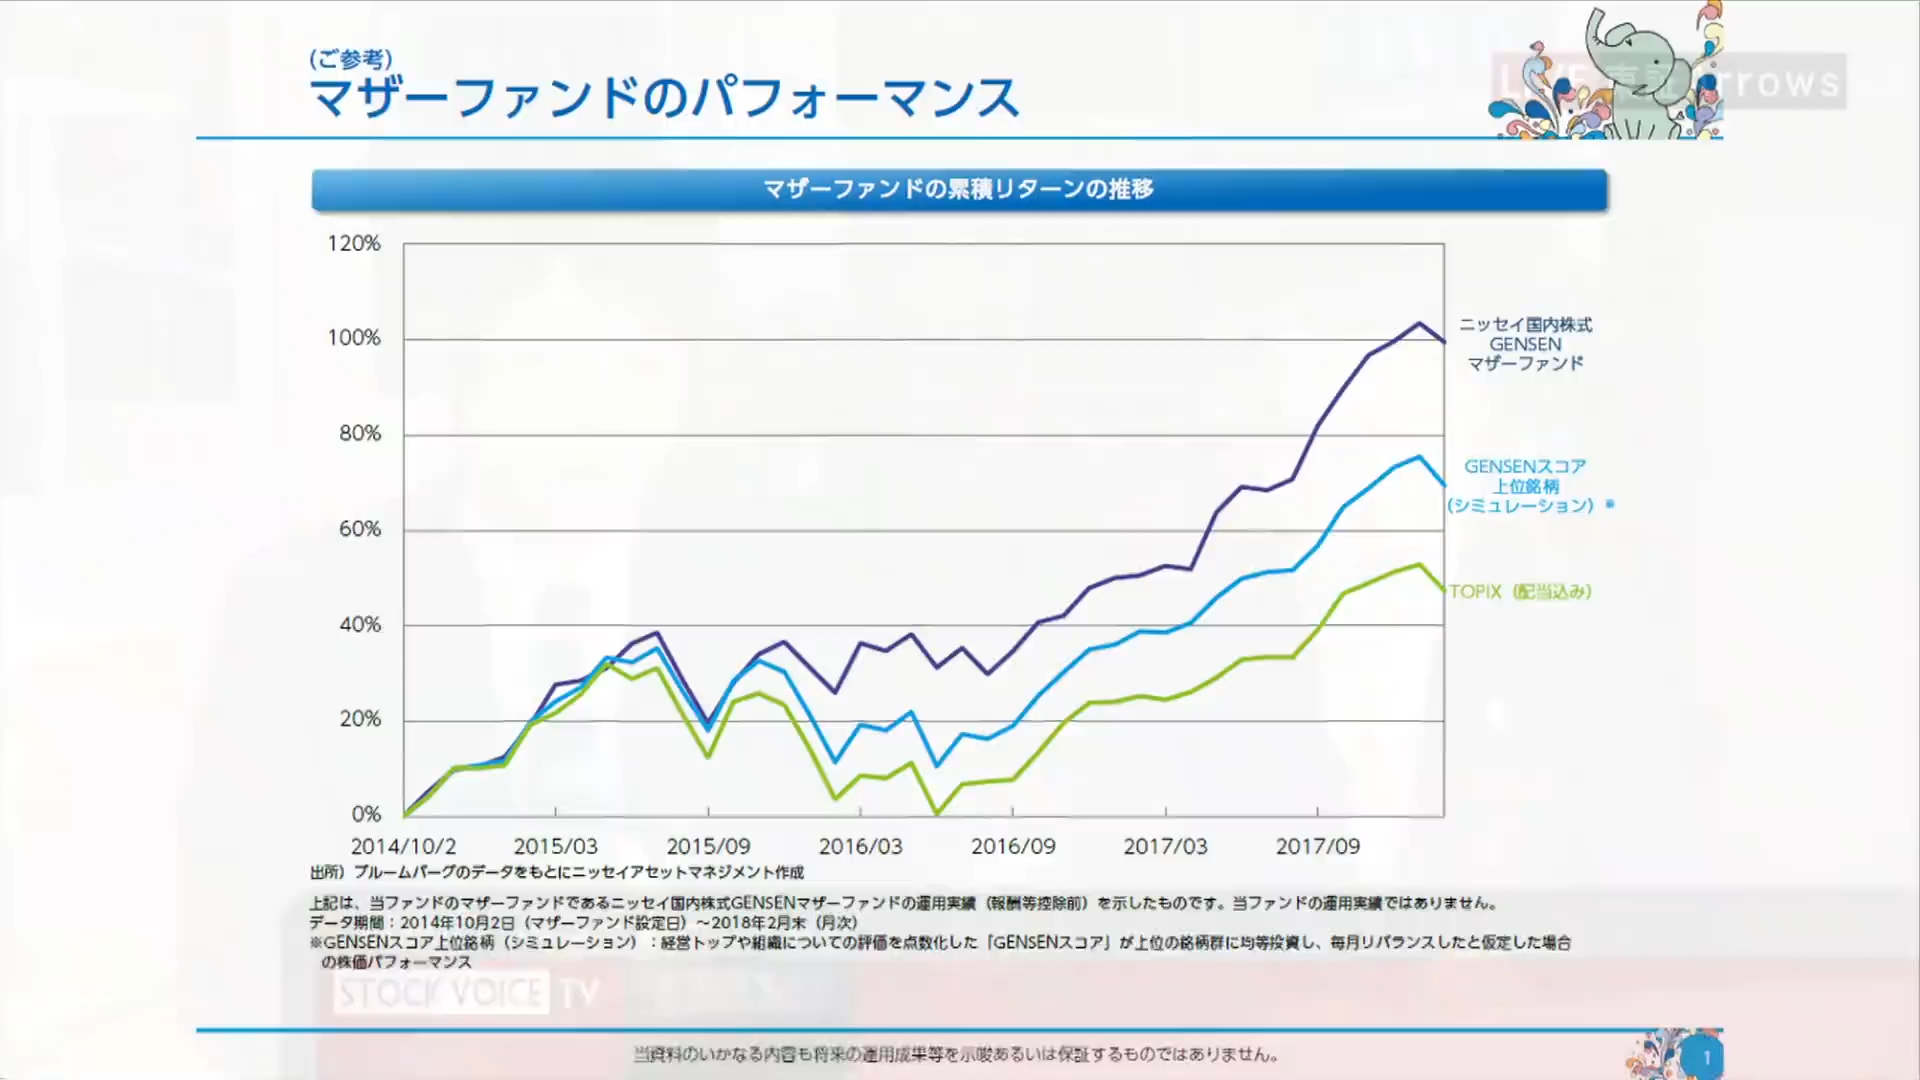 (ご参考)
マザーファンドのパフォーマンス
LIVE 東証Arrows
マザーファンドの累積リターンの推移
120%
100%
80%
60%
40%
20%
0%
2014/10/2 2015/03 2015/09 2016/03 2016/09 2017/03 2017/09
ニッセイ国内株式
GENSEN
マザーファンド
GENSENスコア
上位銘柄
(シミュレーション) ※
TOPIX(配当込み)
出所)ブルームバーグのデータをもとにニッセイアセットマネジメント作成
上記は、当ファンドのマザーファンドであるニッセイ国内株式GENSENマザーファンドの運用実績(報酬等控除前)を示したものです。当ファンドの運用実績ではありません。
データ期間:2014年10月2日(マザーファンド設定日)~2018年2月末(月次)
※GENSENスコア上位銘柄(シミュレーション):経営トップや組織についての評価を点数化した「GENSENスコア」が上位の銘柄群に均等投資し、毎月リバランスしたと仮定した場合
の株価パフォーマンス
STOCK VOICE TV
当資料のいかなる内容も将来の運用成果等を示唆あるいは保証するものではありません。
1